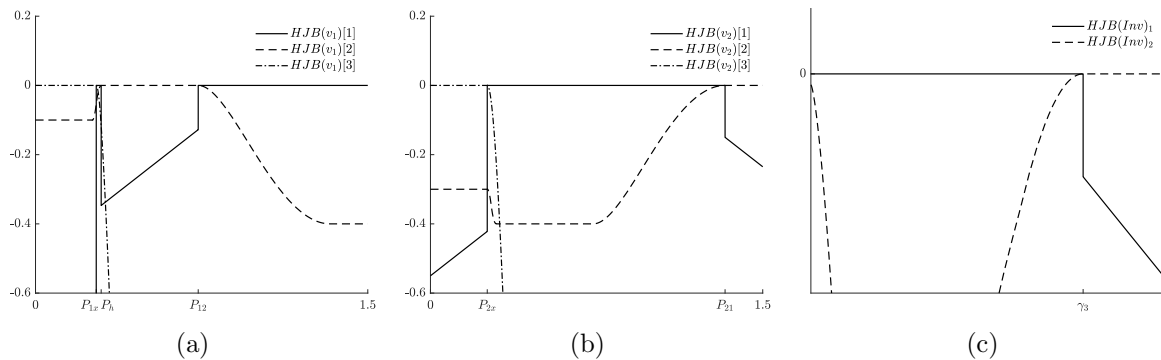 0.2
HJB(v₁)[1]
HJB(v₁)[2]
HJB(v₁)[3]
0
-0.2
-0.4
-0.6
0 P₁ₓ Pₕ P₁₂ 1.5
(a)
0.2
HJB(v₂)[1]
HJB(v₂)[2]
HJB(v₂)[3]
0
-0.2
-0.4
-0.6
0 P₂ₓ P₂₁ 1.5
(b)
HJB(Inv)₁
HJB(Inv)₂
0
γ₃
(c)